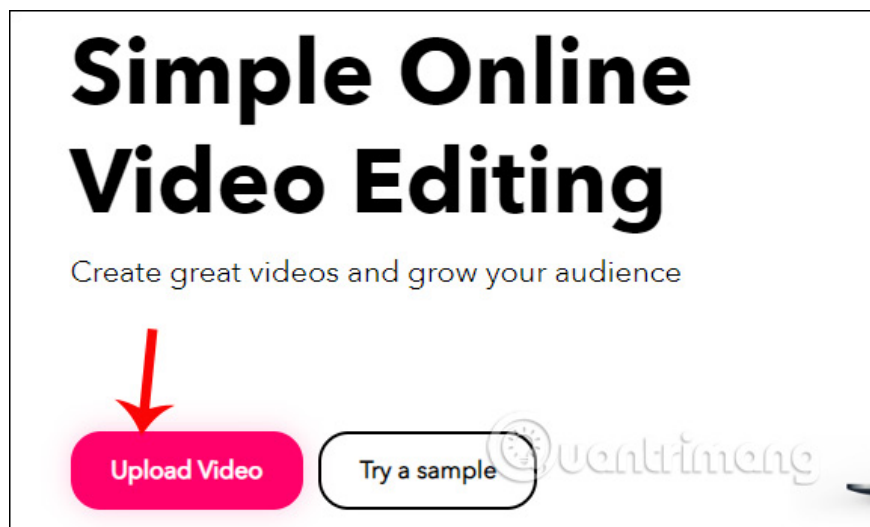 Simple Online
Video Editing
Create great videos and grow your audience
Upload Video
Try a sample
Quantrimang